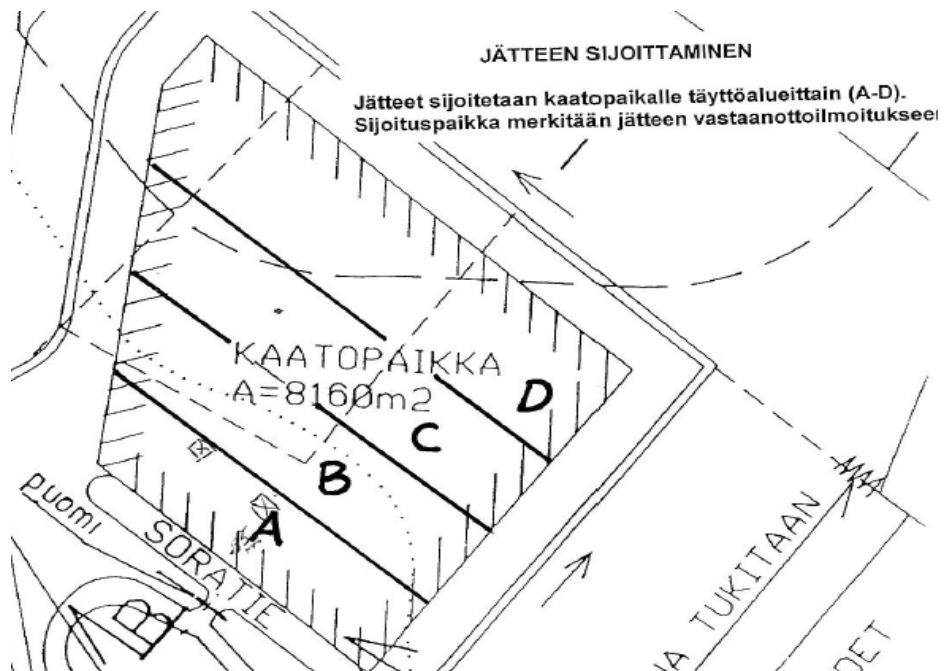 JÄTTEEN SIJOITTAMINEN
Jätteet sijoitetaan kaatopaikalle täyttöalueittain (A-D).
Sijoituspaikka merkitään jätteen vastaanottoilmoitukseen
KAATOPAIKKA
A=8160m2
D
C
B
A
puomi
SORATIE
B
TUKITAAN